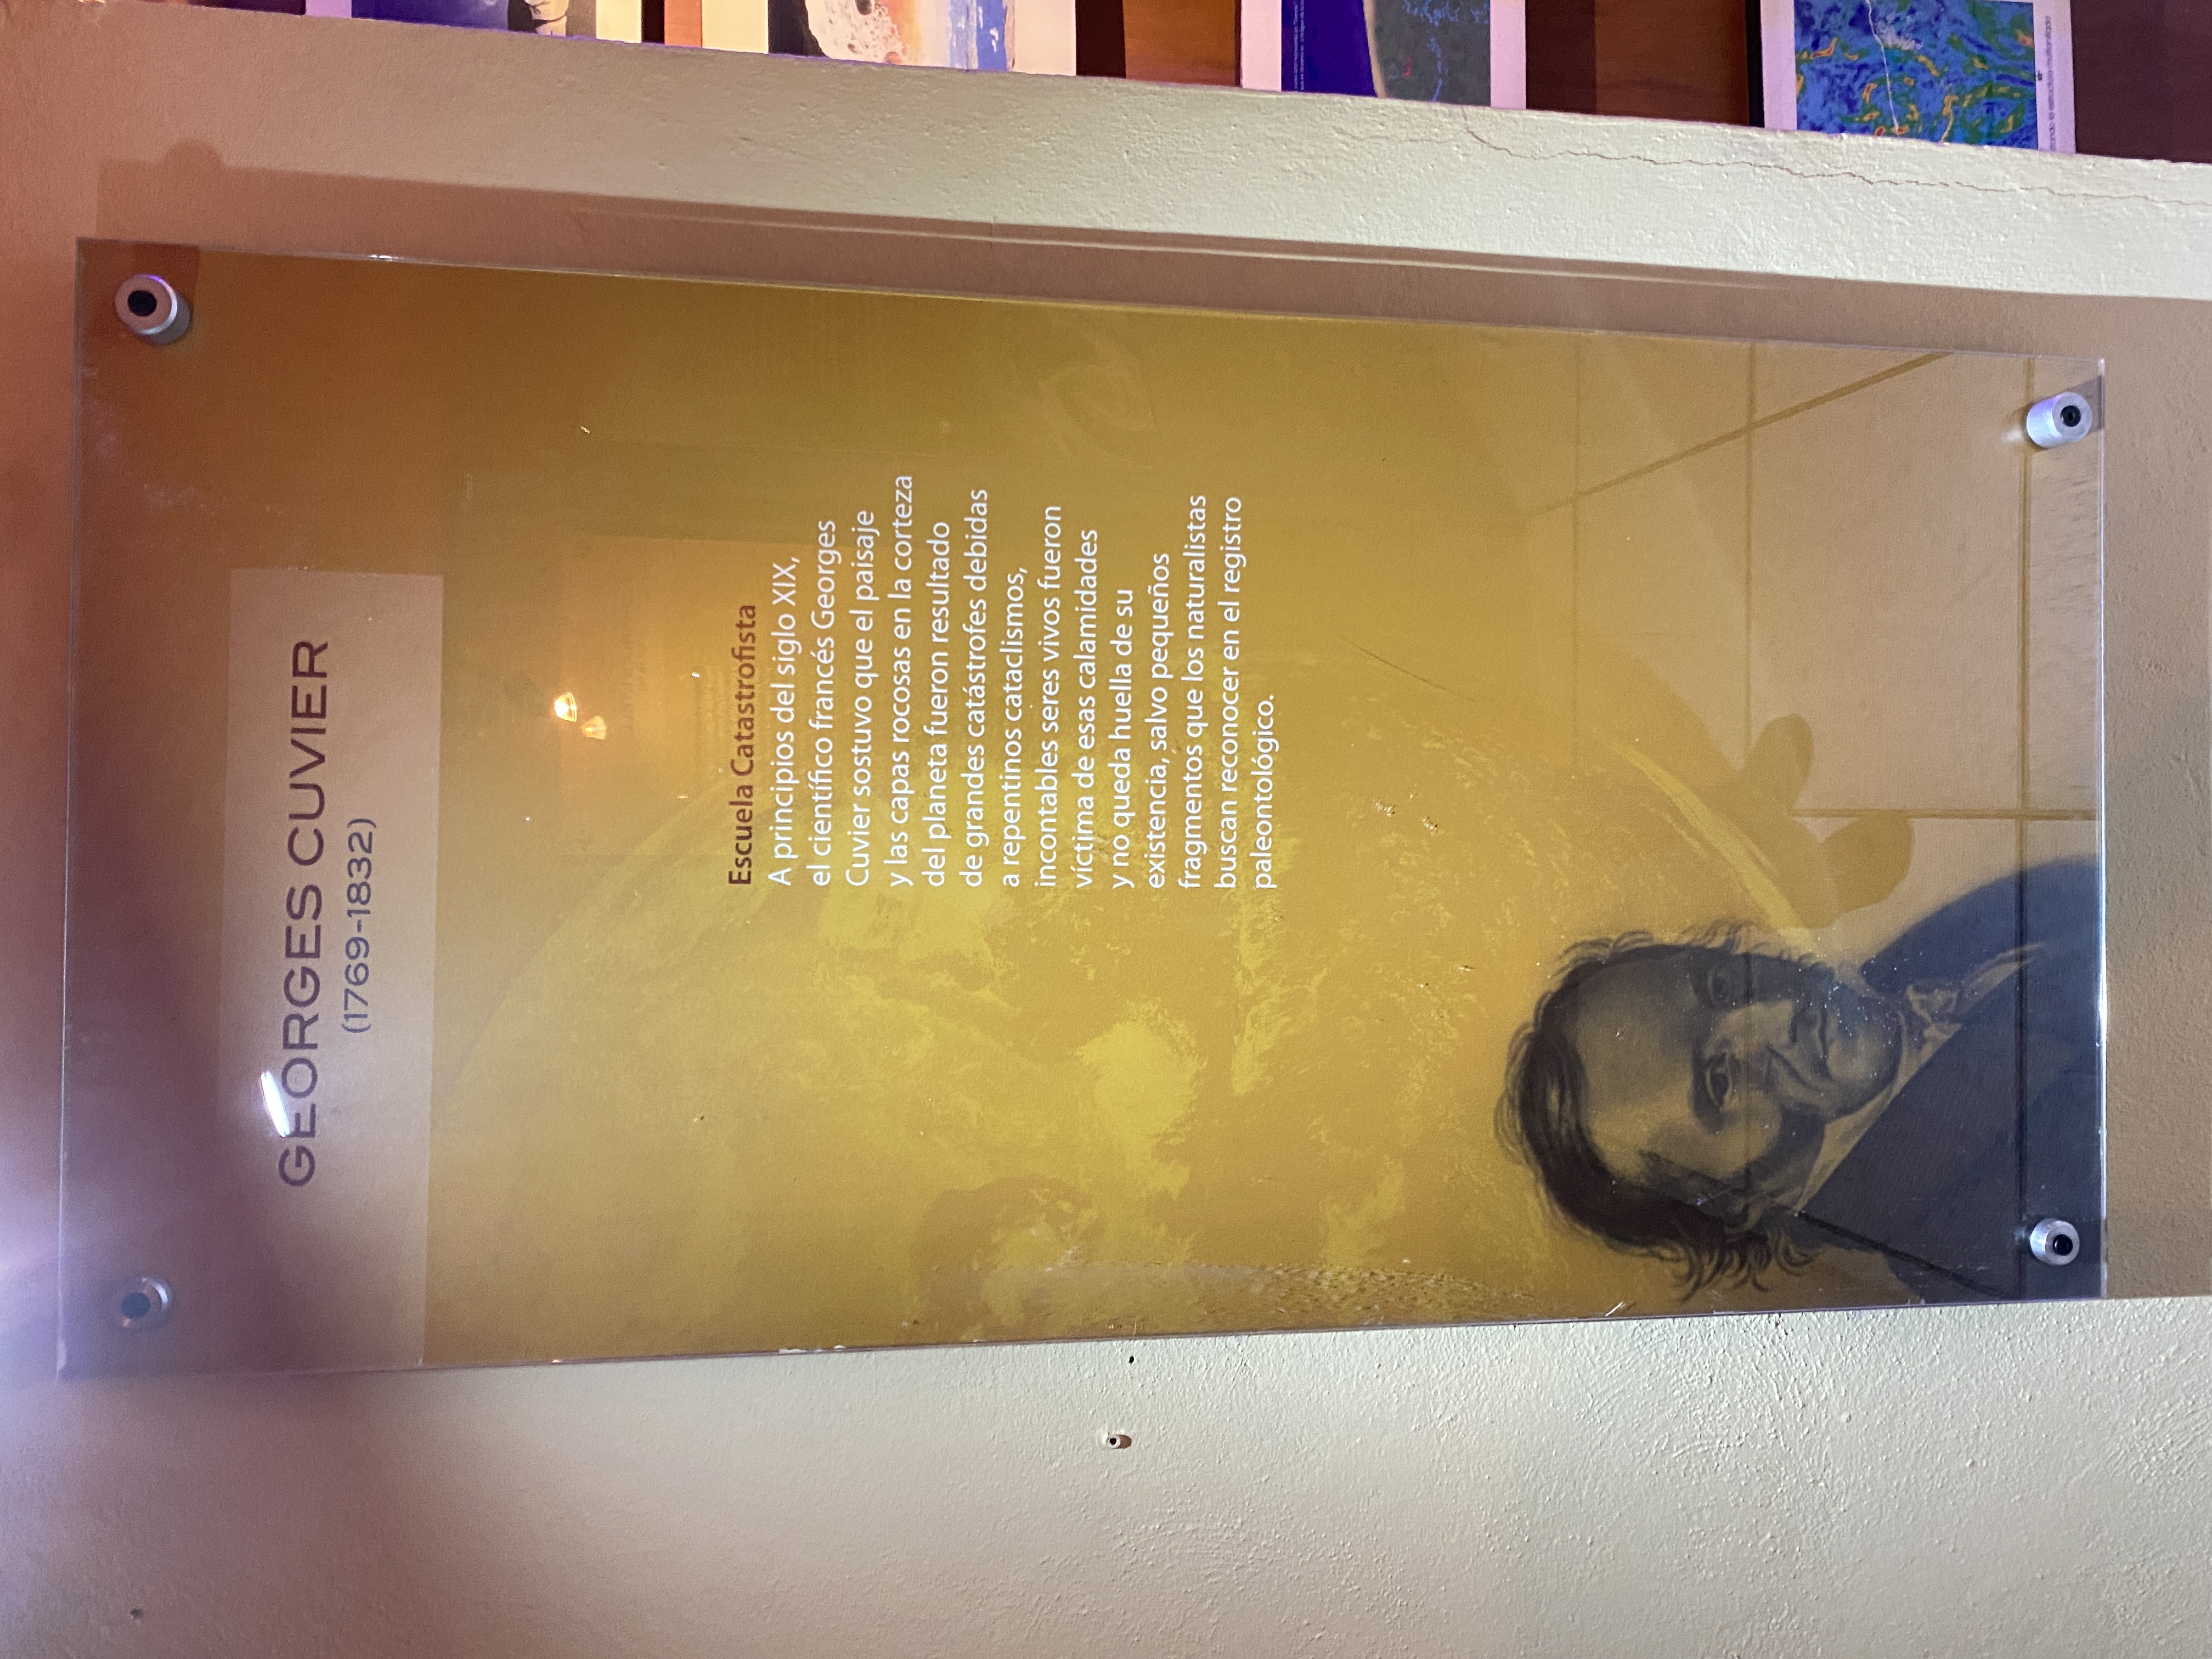 GEORGES CUVIER
(1769-1832)
Escuela Catastrofista
A principios del siglo XIX,
el científico francés Georges
Cuvier sostuvo que el paisaje
y las capas rocosas en la corteza
del planeta fueron resultado
de grandes catástrofes debidas
a repentinos cataclismos,
incontables seres vivos fueron
víctima de esas calamidades
y no queda huella de su
existencia, salvo pequeños
fragmentos que los naturalistas
buscan reconocer en el registro
paleontológico.
la estructura multianillada